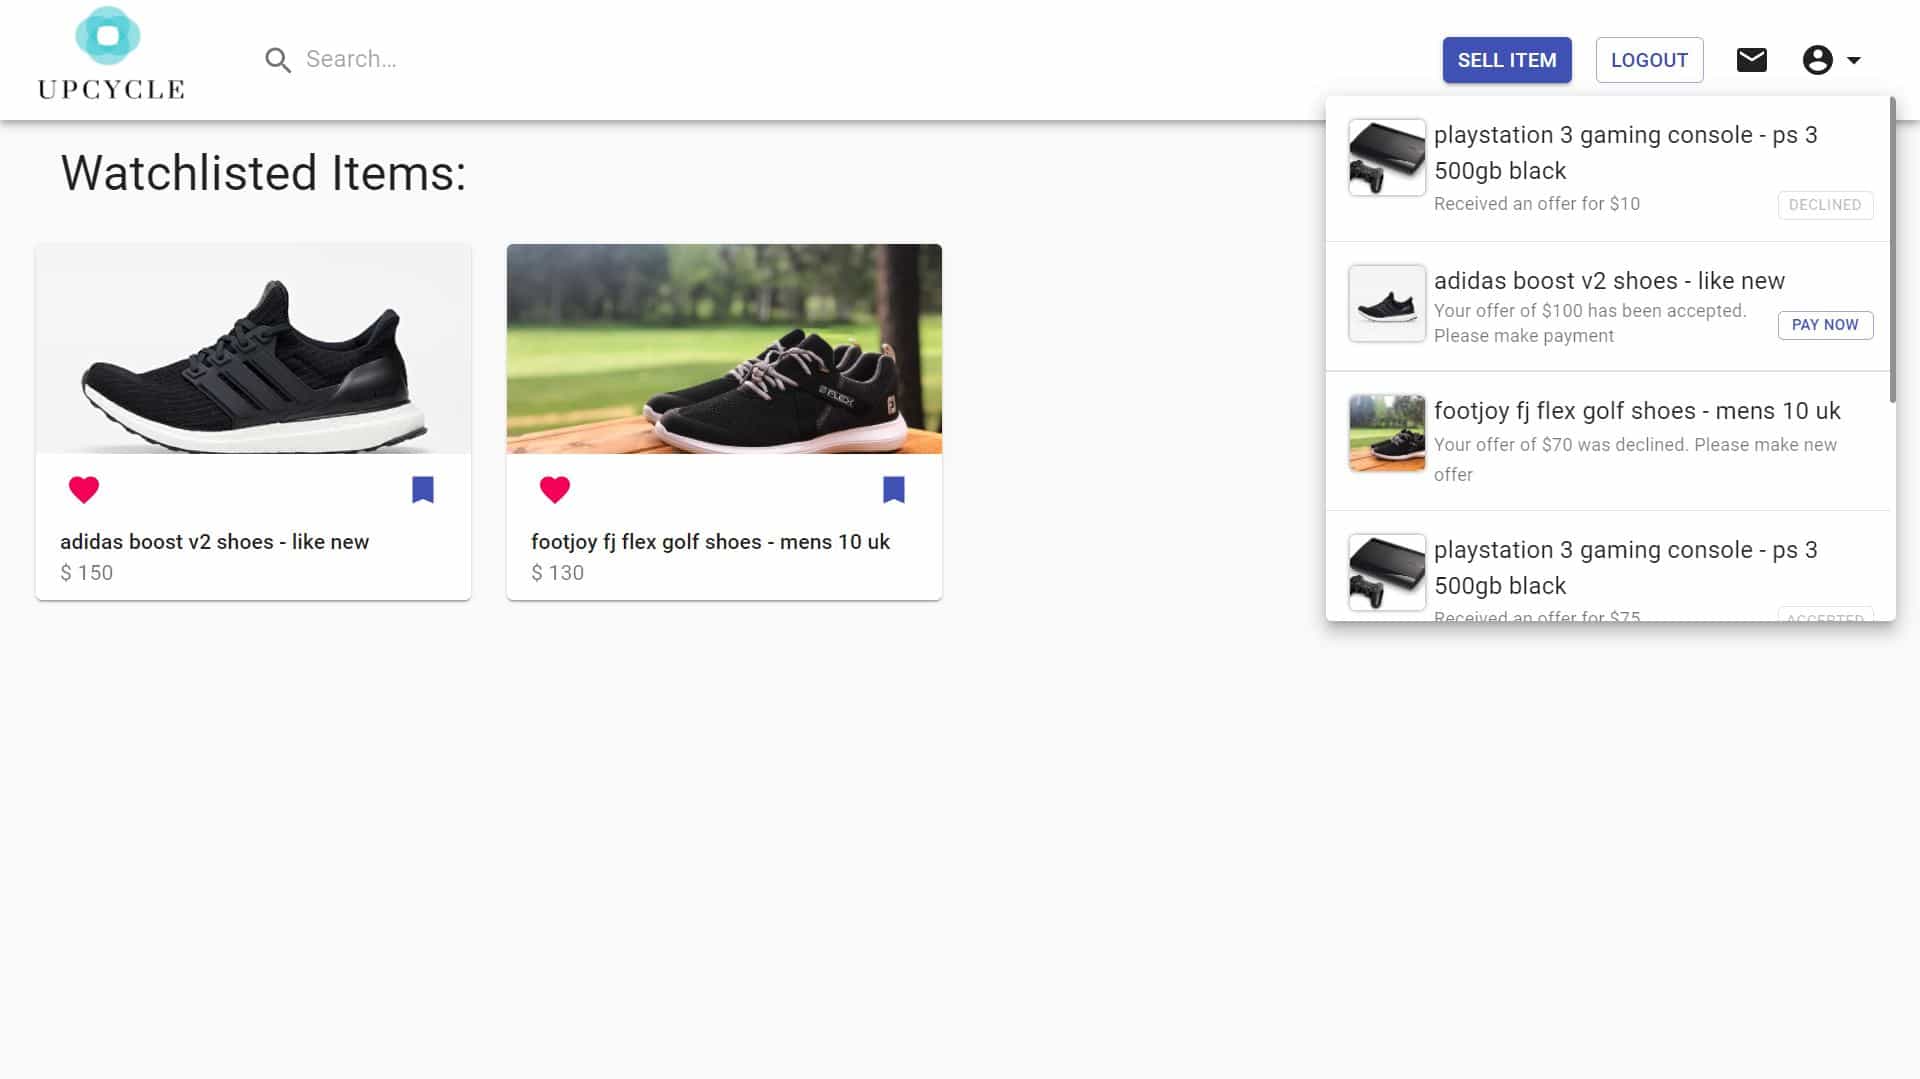 UPCYCLE
Search...
SELL ITEM
LOGOUT
Watchlisted Items:
adidas boost v2 shoes - like new
$ 150
FLEX
FJ
footjoy fj flex golf shoes - mens 10 uk
$ 130
playstation 3 gaming console - ps 3
500gb black
Received an offer for $10
DECLINED
adidas boost v2 shoes - like new
Your offer of $100 has been accepted.
Please make payment
PAY NOW
footjoy fj flex golf shoes - mens 10 uk
Your offer of $70 was declined. Please make new
offer
playstation 3 gaming console - ps 3
500gb black
Received an offer for $75
ACCEPTED